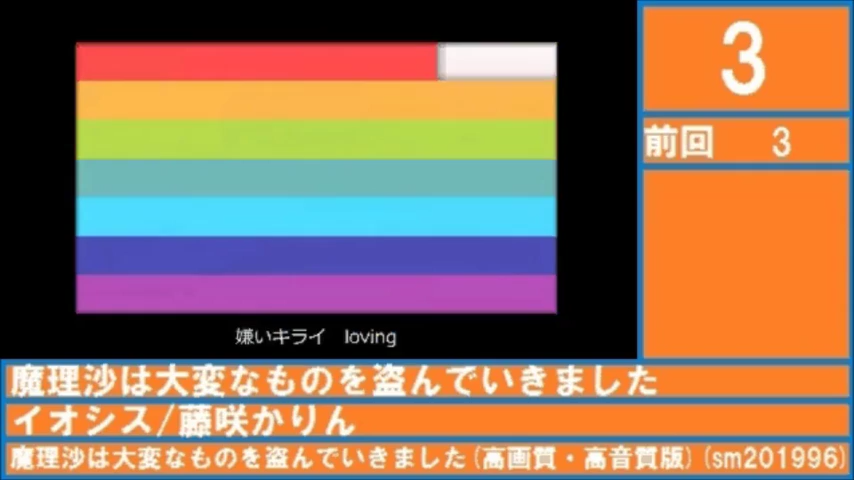 3
前回 3
嫌いキライ loving
魔理沙は大変なものを盗んでいきました
イオシス/藤咲かりん
魔理沙は大変なものを盗んでいきました(高画質・高音質版)(sm201996)